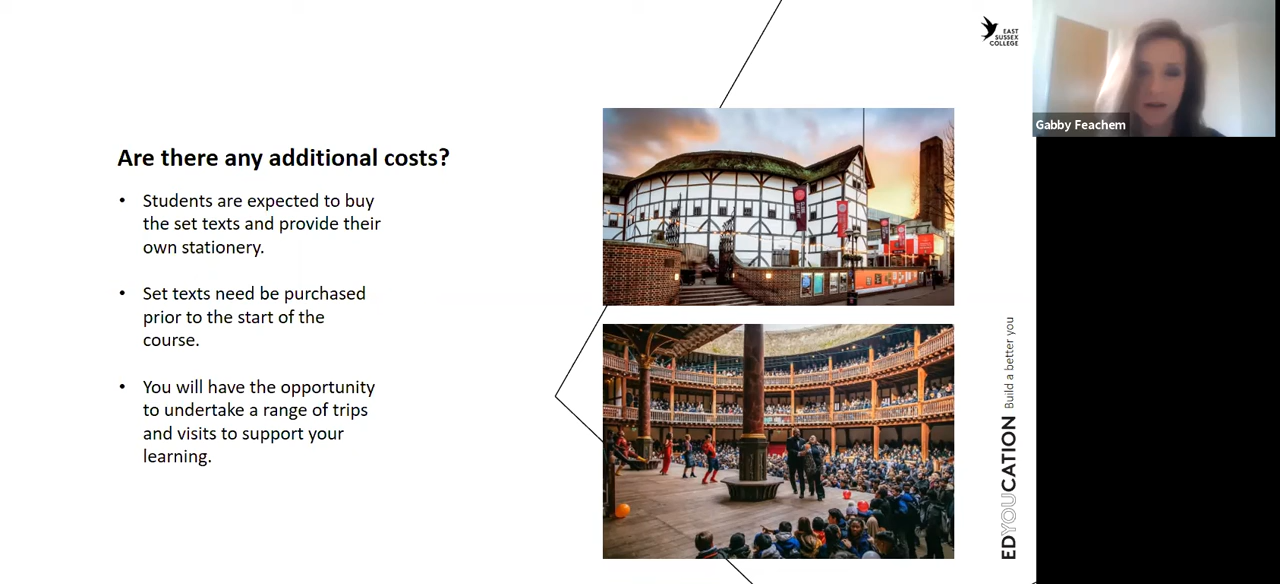 Are there any additional costs?
• Students are expected to buy
the set texts and provide their
own stationery.
• Set texts need be purchased
prior to the start of the
course.
• You will have the opportunity
to undertake a range of trips
and visits to support your
learning.
EAST
SUSSEX
COLLEGE
Gabby Feachem
EDYOUCATION Build a better you